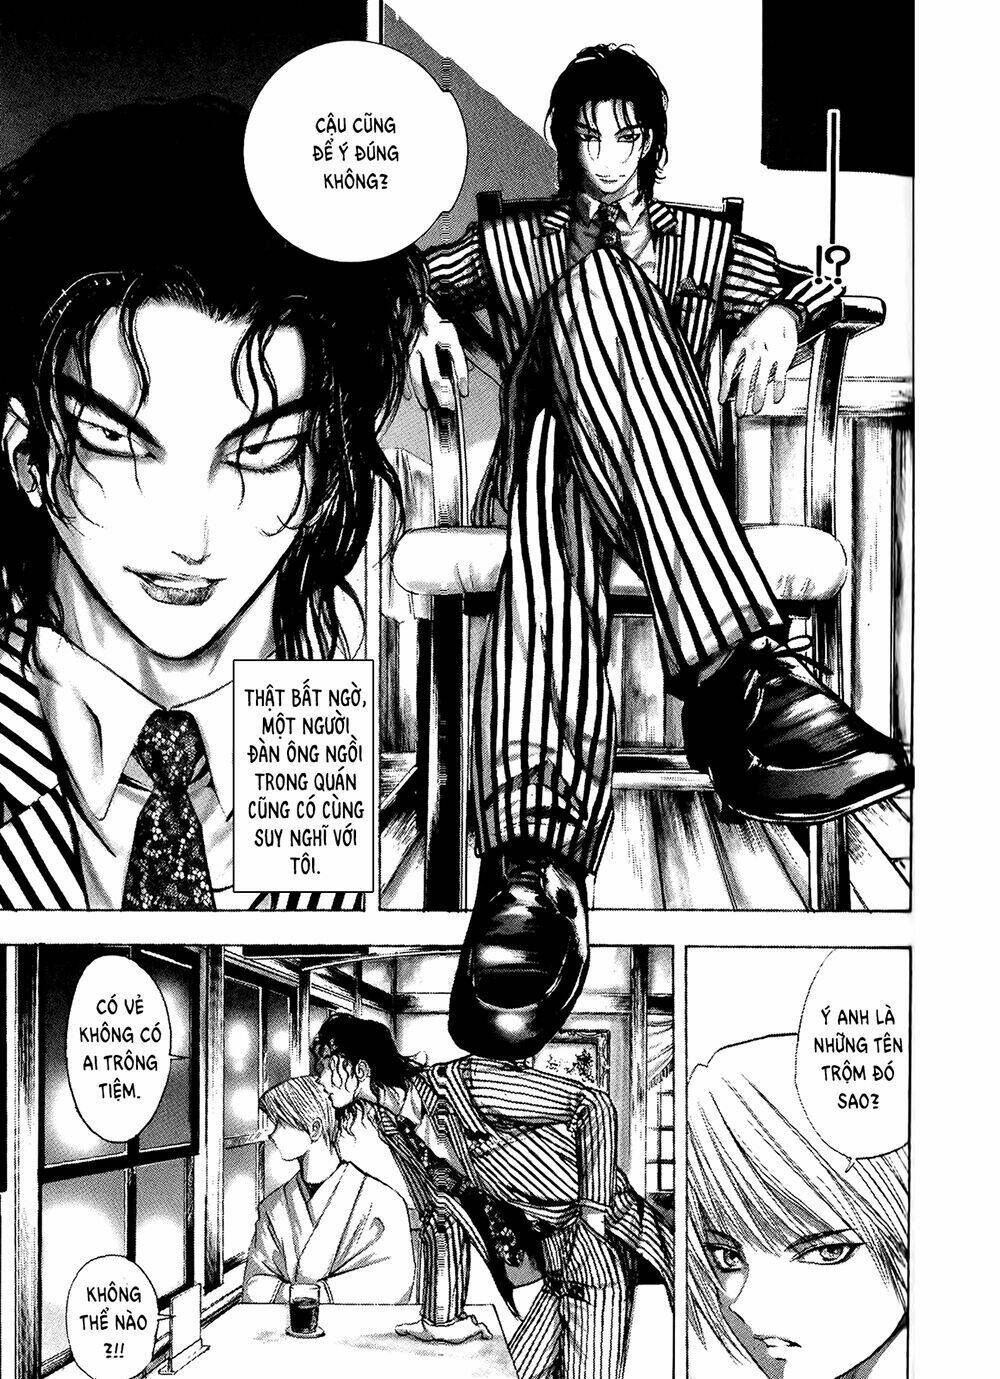 !?
CẬU CŨNG
ĐỂ Ý ĐÚNG
KHÔNG?
THẬT BẤT NGỜ,
MỘT NGƯỜI
ĐÀN ÔNG NGỒI
TRONG QUÁN
CŨNG CÓ CÙNG
SUY NGHĨ VỚI
TÔI.
Ý ANH LÀ
NHỮNG TÊN
TRỘM ĐÓ
SAO?
CÓ VẺ
KHÔNG CÓ
AI TRÔNG
TIỆM.
KHÔNG
THỂ NÀO
?!!